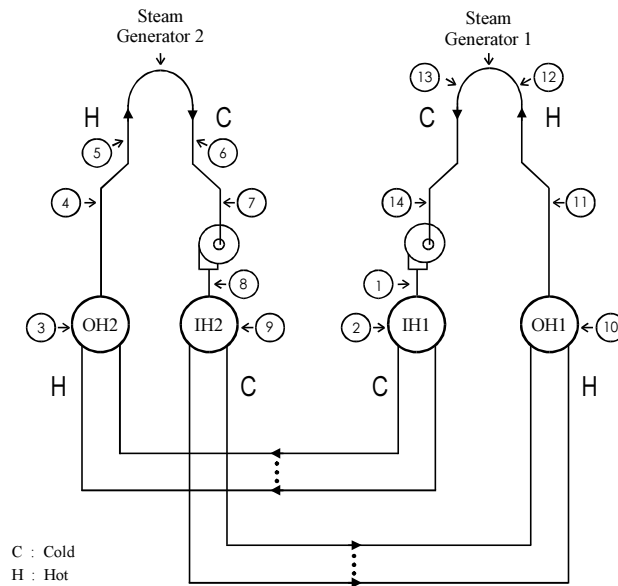 Steam
Generator 2
Steam
Generator 1
13
12
H
C
C
H
5
6
4
7
14
11
8
1
3
OH2
IH2
9
2
IH1
OH1
10
H
C
C
H
C : Cold
H : Hot